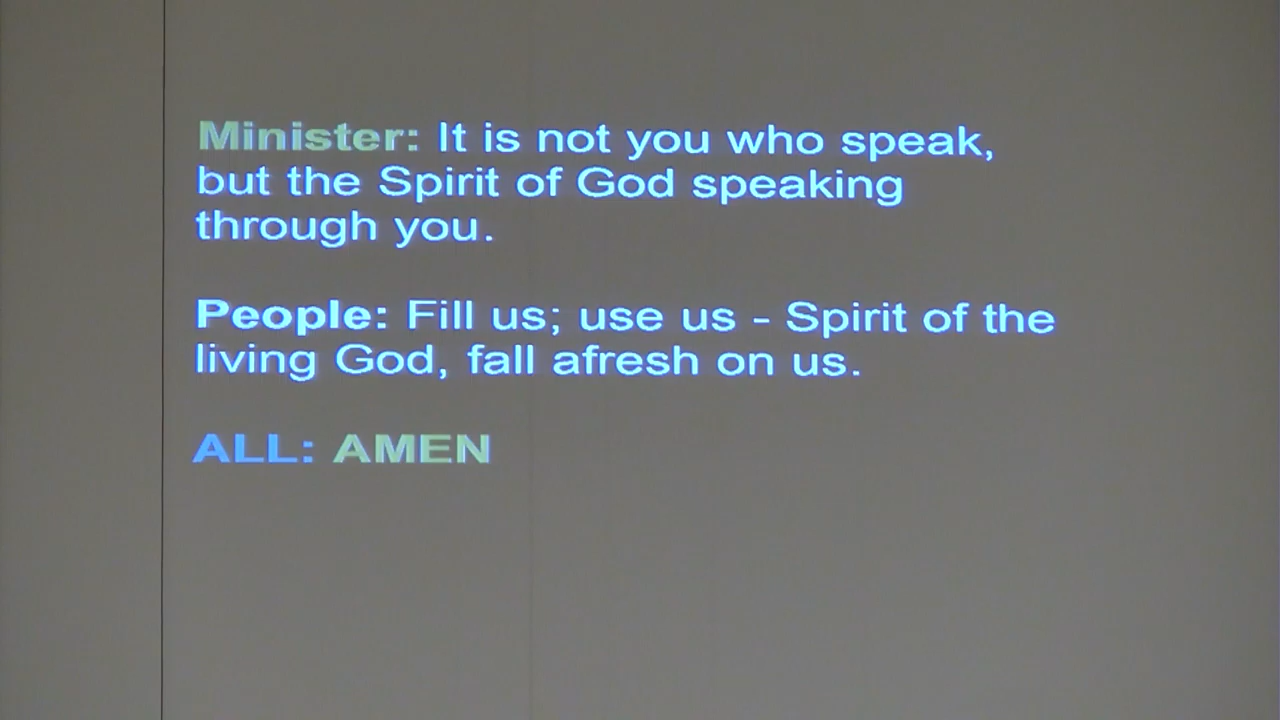 Minister: It is not you who speak,
but the Spirit of God speaking
through you.
People: Fill us; use us - Spirit of the
living God, fall afresh on us.
ALL: AMEN